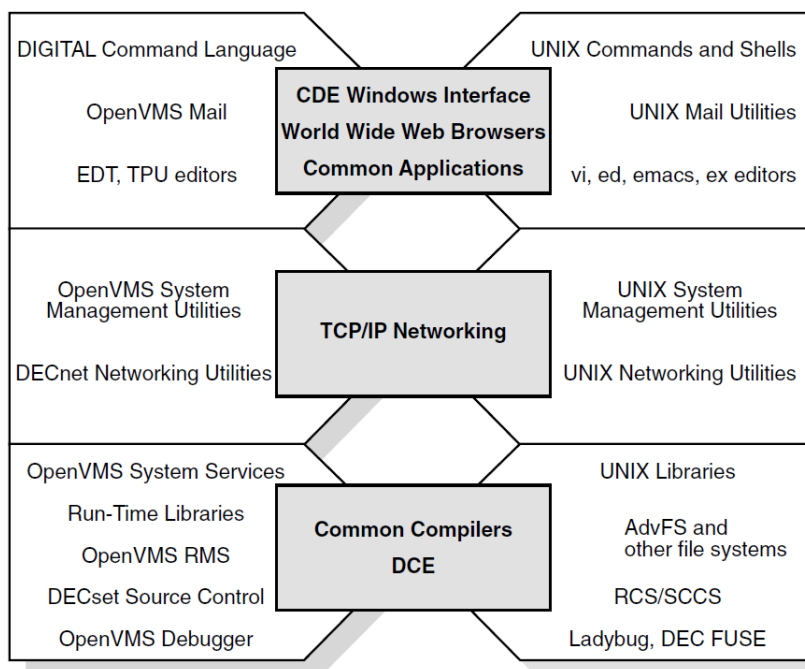 DIGITAL Command Language
OpenVMS Mail
EDT, TPU editors
CDE Windows Interface
World Wide Web Browsers
Common Applications
UNIX Commands and Shells
UNIX Mail Utilities
vi, ed, emacs, ex editors
OpenVMS System
Management Utilities
DECnet Networking Utilities
TCP/IP Networking
UNIX System
Management Utilities
UNIX Networking Utilities
OpenVMS System Services
Run-Time Libraries
OpenVMS RMS
DECset Source Control
OpenVMS Debugger
Common Compilers
DCE
UNIX Libraries
AdvFS and
other file systems
RCS/SCCS
Ladybug, DEC FUSE